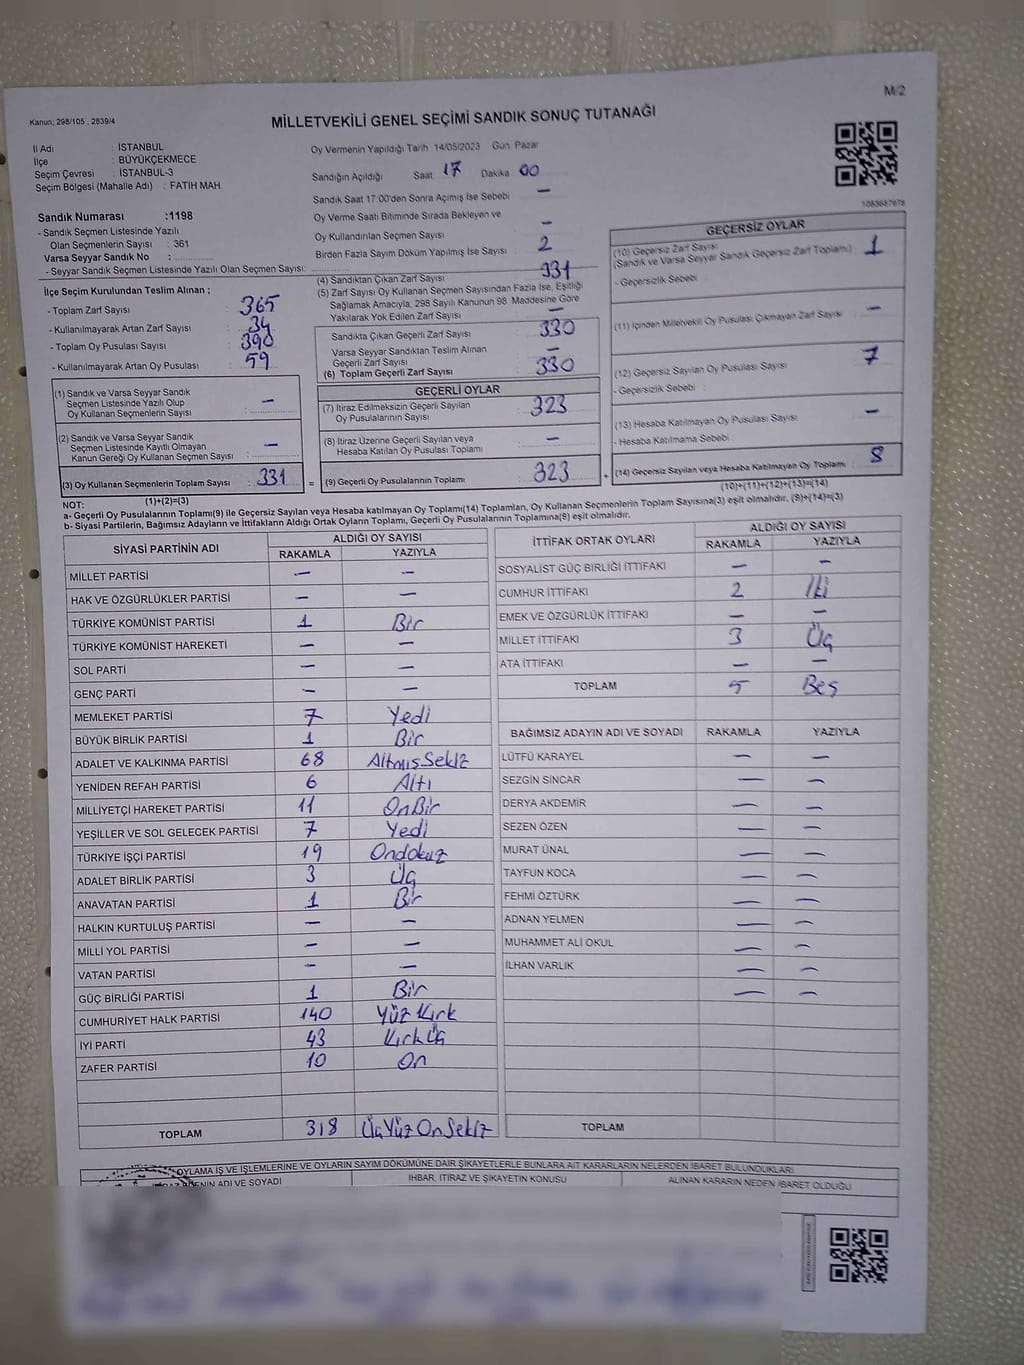 M/2
Kanun; 298/105 , 2839/4
MİLLETVEKİLİ GENEL SEÇİMİ SANDIK SONUÇ TUTANAĞI
İl Adı : İSTANBUL
İlçe : BÜYÜKÇEKMECE
Seçim Çevresi : İSTANBUL-3
Seçim Bölgesi (Mahalle Adı) : FATİH MAH.
Sandık Numarası :1198
- Sandık Seçmen Listesinde Yazılı
Olan Seçmenlerin Sayısı : 361
Varsa Seyyar Sandık No :
- Seyyar Sandık Seçmen Listesinde Yazılı Olan Seçmen Sayısı:
Oy Vermenin Yapıldığı Tarih 14/05/2023 Gün Pazar
Sandığın Açıldığı Saat 17 Dakika 00
Sandık Saat 17:00'den Sonra Açımış İse Sebebi –
Oy Verme Saati Bitiminde Sırada Bekleyen ve
Oy Kullandırılan Seçmen Sayısı –
Birden Fazla Sayım Döküm Yapılmış İse Sayısı 2
1083687678
İlçe Seçim Kurulundan Teslim Alınan ;
- Toplam Zarf Sayısı : 365
- Kullanılmayarak Artan Zarf Sayısı : 34
- Toplam Oy Pusulası Sayısı : 390
- Kullanılmayarak Artan Oy Pusulası : 59
(1) Sandık ve Varsa Seyyar Sandık
Seçmen Listesinde Yazılı Olup
Oy Kullanan Seçmenlerin Sayısı : –
(2) Sandık ve Varsa Seyyar Sandık
Seçmen Listesinde Kayıtlı Olmayan
Kanun Gereği Oy Kullanan Seçmen Sayısı : –
(3) Oy Kullanan Seçmenlerin Toplam Sayısı : 331
(1)+(2)=(3)
(4) Sandıktan Çıkan Zarf Sayısı 331
(5) Zarf Sayısı Oy Kullanan Seçmen Sayısından Fazla İse, Eşitliği
Sağlamak Amacıyla, 298 Sayılı Kanunun 98. Maddesine Göre
Yakılarak Yok Edilen Zarf Sayısı –
Sandıkta Çıkan Geçerli Zarf Sayısı 330
Varsa Seyyar Sandıktan Teslim Alınan
Geçerli Zarf Sayısı –
(6) Toplam Geçerli Zarf Sayısı 330
GEÇERLİ OYLAR
(7) İtiraz Edilmeksizin Geçerli Sayılan
Oy Pusulalarının Sayısı : 323
(8) İtiraz Üzerine Geçerli Sayılan veya
Hesaba Katılan Oy Pusulası Toplamı –
= (9) Geçerli Oy Pusulalarının Toplamı : 323
GEÇERSİZ OYLAR
(10) Geçersiz Zarf Sayısı
(Sandık ve Varsa Seyyar Sandık Geçersiz Zarf Toplamı) 1
- Geçersizlik Sebebi :
(11) İçinden Milletvekili Oy Pusulası Çıkmayan Zarf Sayısı –
(12) Geçersiz Sayılan Oy Pusulası Sayısı 7
- Geçersizlik Sebebi :
(13) Hesaba Katılmayan Oy Pusulası Sayısı –
- Hesaba Katılmama Sebebi
+ (14) Geçersiz Sayılan veya Hesaba Katılmayan Oy Toplamı 8
(10)+(11)+(12)+(13)=(14)
NOT:
a- Geçerli Oy Pusulalarının Toplamı(9) ile Geçersiz Sayılan veya Hesaba katılmayan Oy Toplamı(14) Toplamları, Oy Kullanan Seçmenlerin Toplam Sayısına(3) eşit olmalıdır. (9)+(14)=(3)
b- Siyasi Partilerin, Bağımsız Adayların ve İttifakların Aldığı Ortak Oyların Toplamı, Geçerli Oy Pusulalarının Toplamına(9) eşit olmalıdır.
SİYASİ PARTİNİN ADI ALDIĞI OY SAYISI
RAKAMLA YAZIYLA
MİLLET PARTİSİ – –
HAK VE ÖZGÜRLÜKLER PARTİSİ – –
TÜRKİYE KOMÜNİST PARTİSİ 1 Bir
TÜRKİYE KOMÜNİST HAREKETİ – –
SOL PARTİ – –
GENÇ PARTİ – –
MEMLEKET PARTİSİ 7 Yedi
BÜYÜK BİRLİK PARTİSİ 1 Bir
ADALET VE KALKINMA PARTİSİ 68 Altmış Sekiz
YENİDEN REFAH PARTİSİ 6 Altı
MİLLİYETÇİ HAREKET PARTİSİ 11 OnBir
YEŞİLLER VE SOL GELECEK PARTİSİ 7 Yedi
TÜRKİYE İŞÇİ PARTİSİ 19 Ondokuz
ADALET BİRLİK PARTİSİ 3 Üç
ANAVATAN PARTİSİ 1 Bir
HALKIN KURTULUŞ PARTİSİ – –
MİLLİ YOL PARTİSİ – –
VATAN PARTİSİ – –
GÜÇ BİRLİĞİ PARTİSİ 1 Bir
CUMHURİYET HALK PARTİSİ 140 Yüz Kırk
İYİ PARTİ 43 Kırk Üç
ZAFER PARTİSİ 10 On
TOPLAM 318 Üç Yüz On Sekiz
İTTİFAK ORTAK OYLARI ALDIĞI OY SAYISI
RAKAMLA YAZIYLA
SOSYALİST GÜÇ BİRLİĞİ İTTİFAKI – –
CUMHUR İTTİFAKI 2 İki
EMEK VE ÖZGÜRLÜK İTTİFAKI – –
MİLLET İTTİFAKI 3 Üç
ATA İTTİFAKI – –
TOPLAM 5 Beş
BAĞIMSIZ ADAYIN ADI VE SOYADI RAKAMLA YAZIYLA
LÜTFÜ KARAYEL – –
SEZGİN SİNCAR – –
DERYA AKDEMİR – –
SEZEN ÖZEN – –
MURAT ÜNAL – –
TAYFUN KOCA – –
FEHMİ ÖZTÜRK – –
ADNAN YELMEN – –
MUHAMMET ALİ OKUL – –
İLHAN VARLIK – –
– –
TOPLAM
OYLAMA İŞ VE İŞLEMLERİNE VE OYLARIN SAYIM DÖKÜMÜNE DAİR ŞİKAYETLERLE BUNLARA AİT KARARLARIN NELERDEN İBARET BULUNDUKLARI
ADI VE SOYADI İHBAR, İTİRAZ VE ŞİKAYETİN KONUSU ALINAN KARARIN NEDEN İBARET OLDUĞU